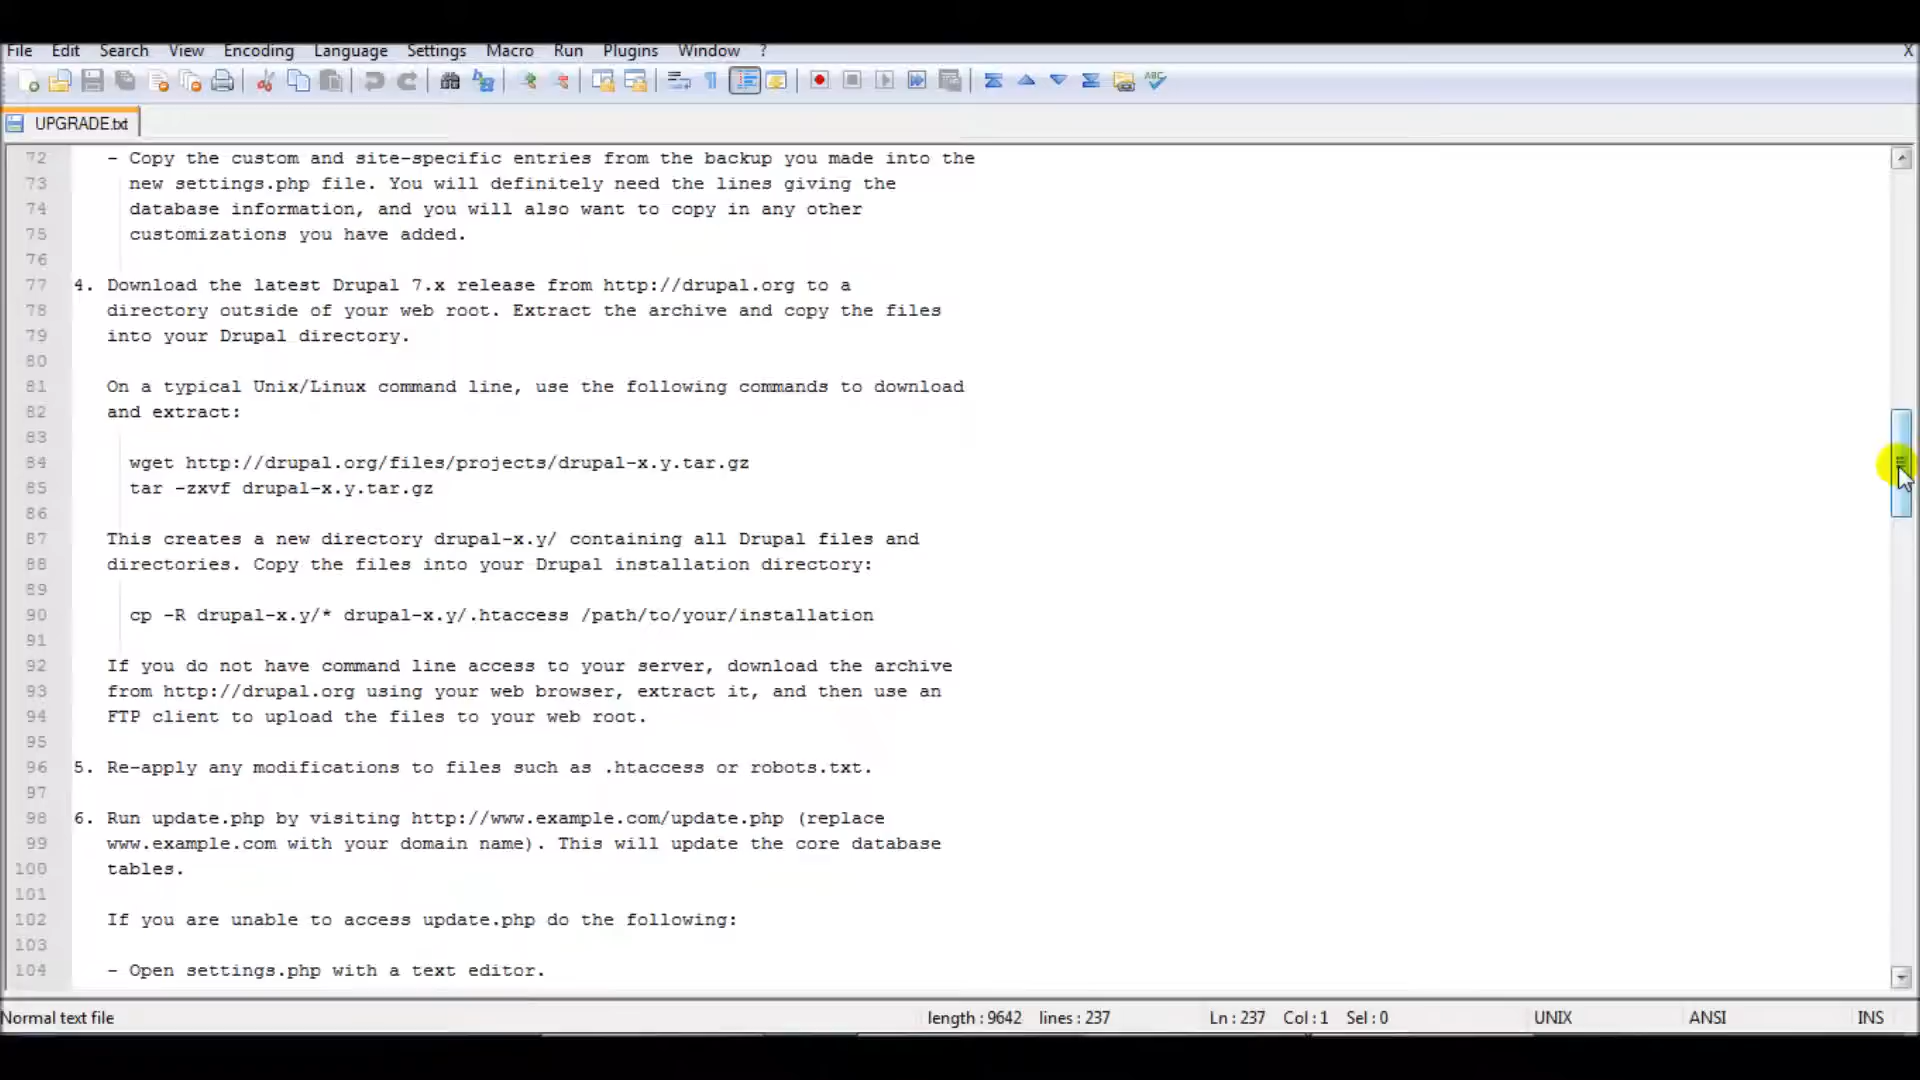 File Edit Search View Encoding Language Settings Macro Run Plugins Window ? X
UPGRADE.txt
72 - Copy the custom and site-specific entries from the backup you made into the
73 new settings.php file. You will definitely need the lines giving the
74 database information, and you will also want to copy in any other
75 customizations you have added.
76
77 4. Download the latest Drupal 7.x release from http://drupal.org to a
78 directory outside of your web root. Extract the archive and copy the files
79 into your Drupal directory.
80
81 On a typical Unix/Linux command line, use the following commands to download
82 and extract:
83
84 wget http://drupal.org/files/projects/drupal-x.y.tar.gz
85 tar -zxvf drupal-x.y.tar.gz
86
87 This creates a new directory drupal-x.y/ containing all Drupal files and
88 directories. Copy the files into your Drupal installation directory:
89
90 cp -R drupal-x.y/* drupal-x.y/.htaccess /path/to/your/installation
91
92 If you do not have command line access to your server, download the archive
93 from http://drupal.org using your web browser, extract it, and then use an
94 FTP client to upload the files to your web root.
95
96 5. Re-apply any modifications to files such as .htaccess or robots.txt.
97
98 6. Run update.php by visiting http://www.example.com/update.php (replace
99 www.example.com with your domain name). This will update the core database
100 tables.
101
102 If you are unable to access update.php do the following:
103
104 - Open settings.php with a text editor.
Normal text file length : 9642 lines : 237 Ln : 237 Col : 1 Sel : 0 UNIX ANSI INS